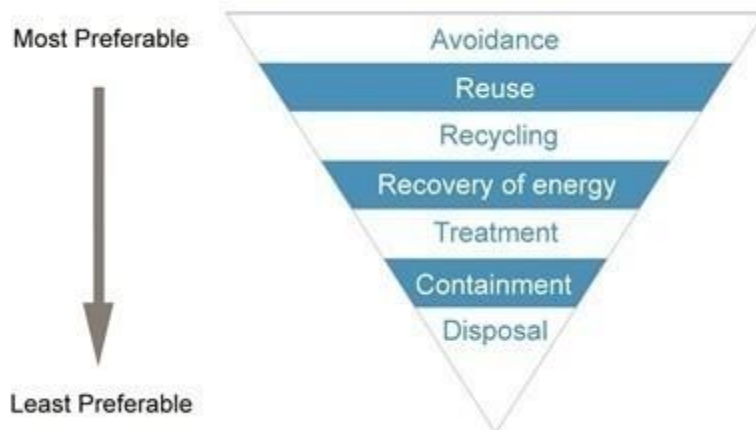 Most Preferable
Avoidance
Reuse
Recycling
Recovery of energy
Treatment
Containment
Disposal
Least Preferable